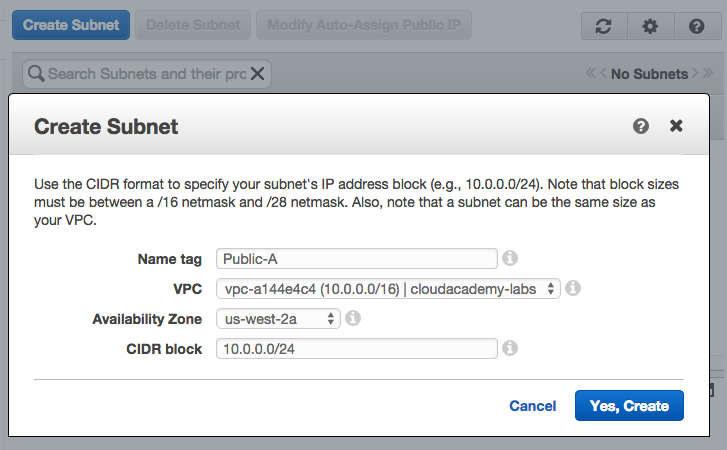 Create Subnet Delete Subnet Modify Auto-Assign Public IP
Search Subnets and their pro
No Subnets
Create Subnet
Use the CIDR format to specify your subnet's IP address block (e.g., 10.0.0.0/24). Note that block sizes
must be between a /16 netmask and /28 netmask. Also, note that a subnet can be the same size as
your VPC.
Name tag Public-A
VPC vpc-a144e4c4 (10.0.0.0/16) | cloudacademy-labs
Availability Zone us-west-2a
CIDR block 10.0.0.0/24
Cancel Yes, Create